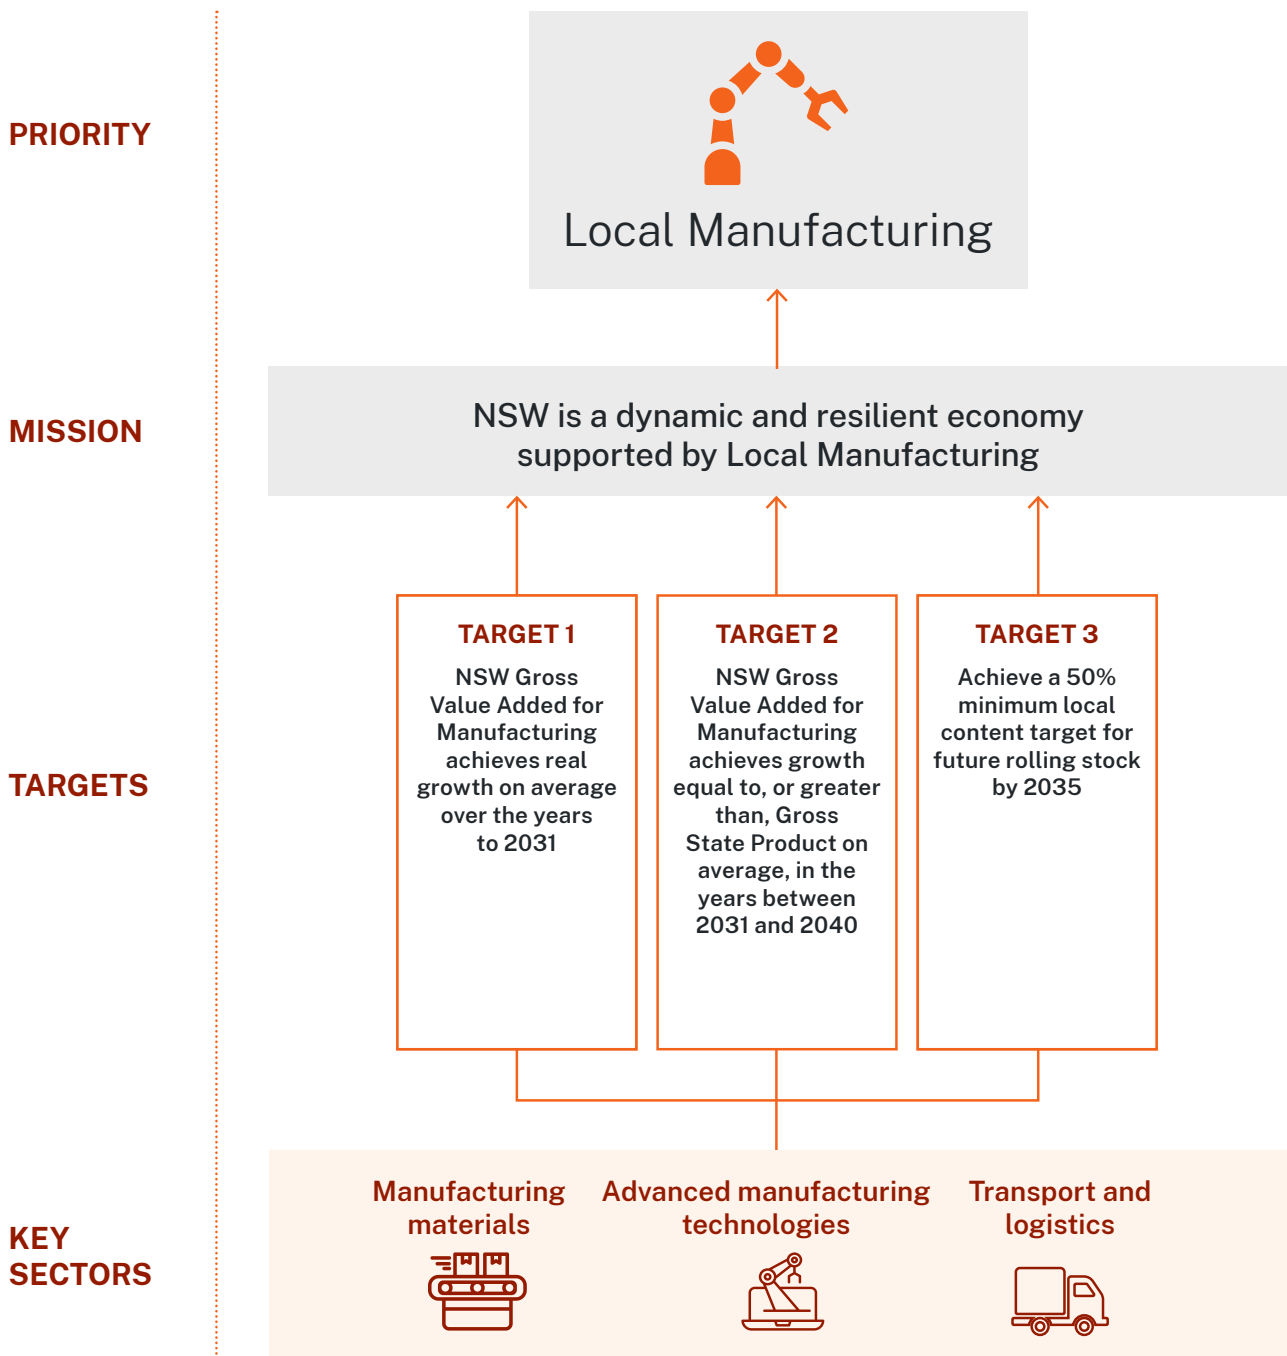 PRIORITY
Local Manufacturing
MISSION
NSW is a dynamic and resilient economy
supported by Local Manufacturing
TARGETS
TARGET 1
NSW Gross
Value Added for
Manufacturing
achieves real
growth on average
over the years
to 2031
TARGET 2
NSW Gross
Value Added for
Manufacturing
achieves growth
equal to, or greater
than, Gross
State Product on
average, in the
years between
2031 and 2040
TARGET 3
Achieve a 50%
minimum local
content target for
future rolling stock
by 2035
KEY
SECTORS
Manufacturing
materials
Advanced manufacturing
technologies
Transport and
logistics